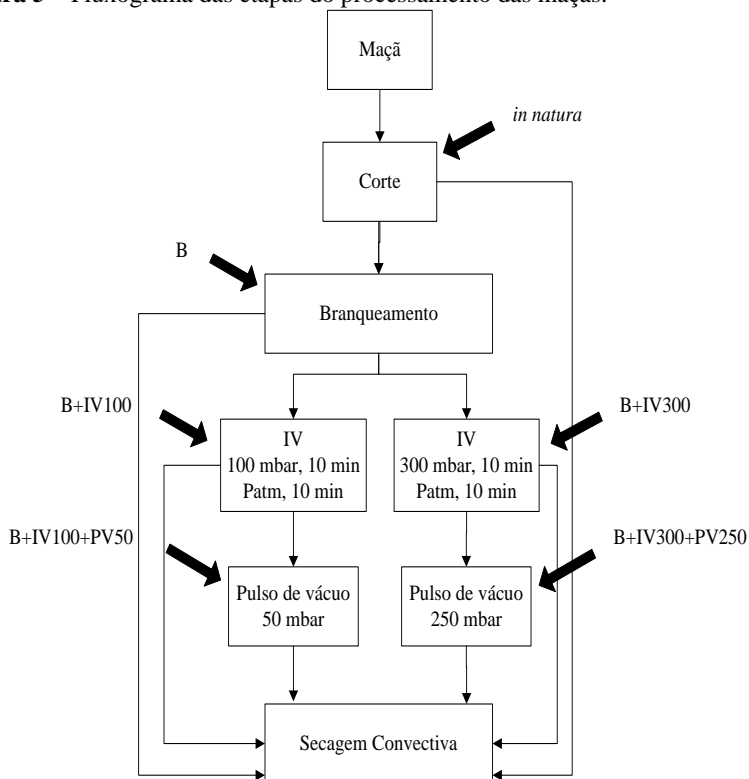 Fluxograma das etapas do processamento das maçãs.
Maçã
in natura
Corte
B
Branqueamento
B+IV100
IV
100 mbar, 10 min
Patm, 10 min
IV
300 mbar, 10 min
Patm, 10 min
B+IV300
B+IV100+PV50
Pulso de vácuo
50 mbar
Pulso de vácuo
250 mbar
B+IV300+PV250
Secagem Convectiva